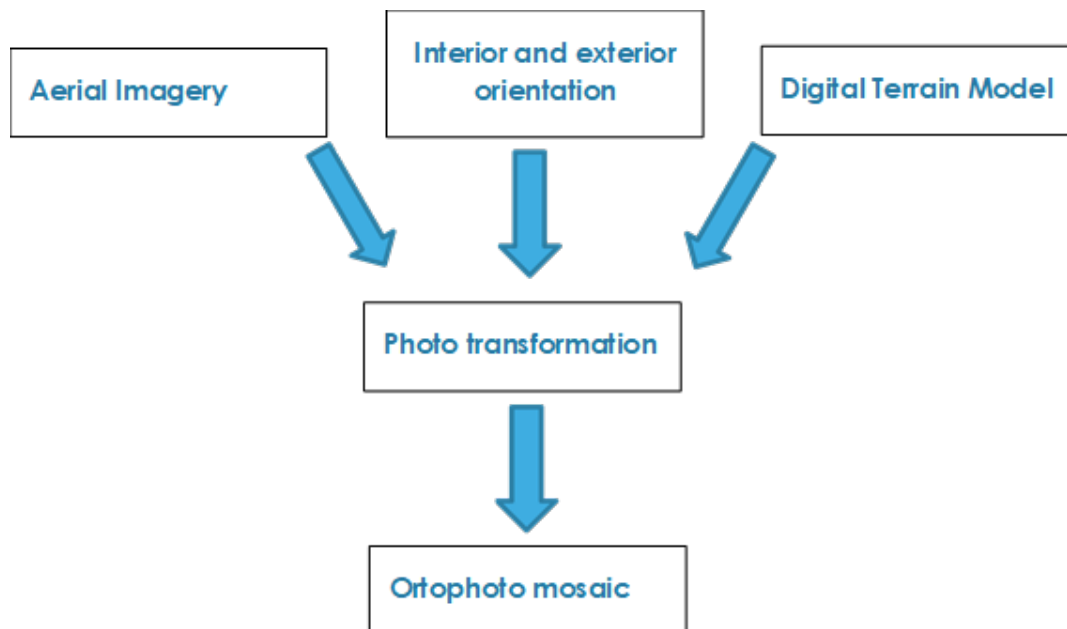 Aerial Imagery
Interior and exterior
orientation
Digital Terrain Model
Photo transformation
Ortophoto mosaic